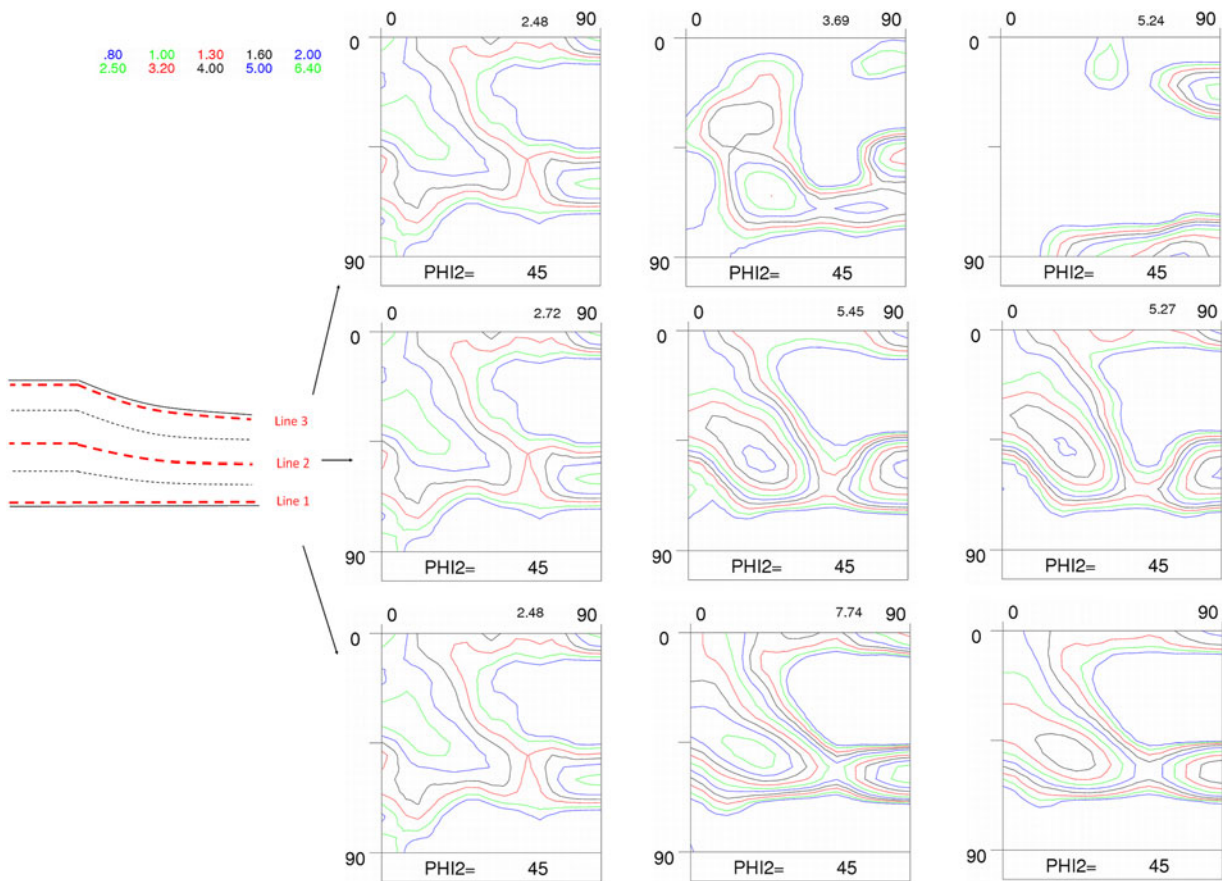 .80 1.00 1.30 1.60 2.00
2.50 3.20 4.00 5.00 6.40
0 2.48 90
0
90
PHI2= 45
0 3.69 90
0
90
PHI2= 45
0 5.24 90
0
90
PHI2= 45
0 2.72 90
0
90
PHI2= 45
0 5.45 90
0
90
PHI2= 45
0 5.27 90
0
90
PHI2= 45
Line 3
Line 2
Line 1
0 2.48 90
0
90
PHI2= 45
0 7.74 90
0
90
PHI2= 45
0 90
0
90
PHI2= 45